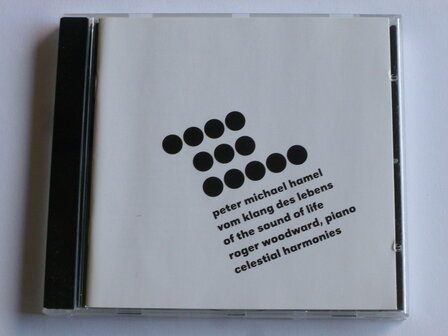 peter michael hamel
vom klang des lebens
of the sound of life
roger woodward, piano
celestial harmonies